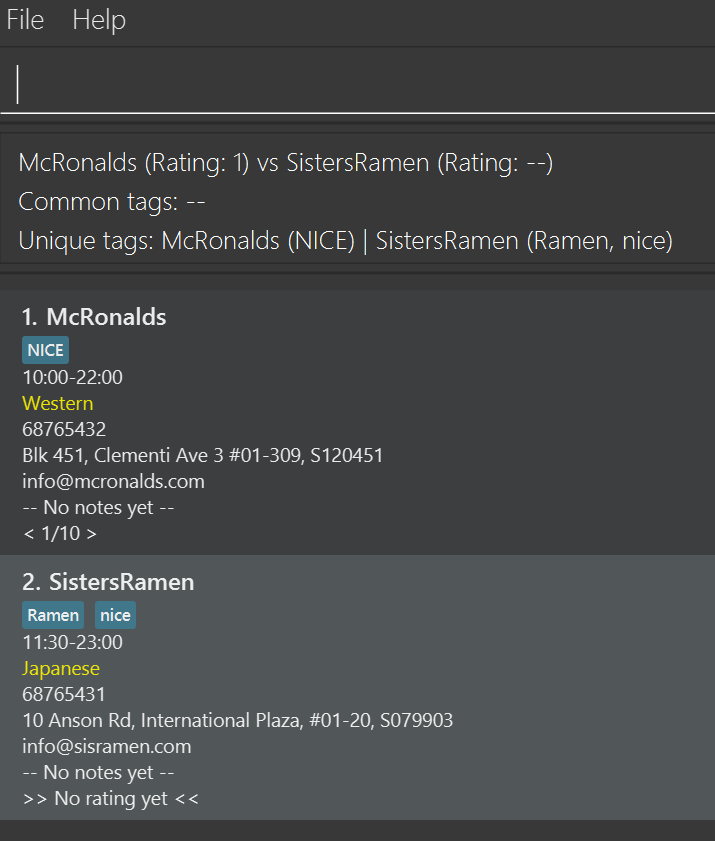 File Help
McRonalds (Rating: 1) vs SistersRamen (Rating: --)
Common tags: --
Unique tags: McRonalds (NICE) | SistersRamen (Ramen, nice)
1. McRonalds
NICE
10:00-22:00
Western
68765432
Blk 451, Clementi Ave 3 #01-309, S120451
info@mcronalds.com
-- No notes yet --
< 1/10 >
2. SistersRamen
Ramen nice
11:30-23:00
Japanese
68765431
10 Anson Rd, International Plaza, #01-20, S079903
info@sisramen.com
-- No notes yet --
>> No rating yet <<